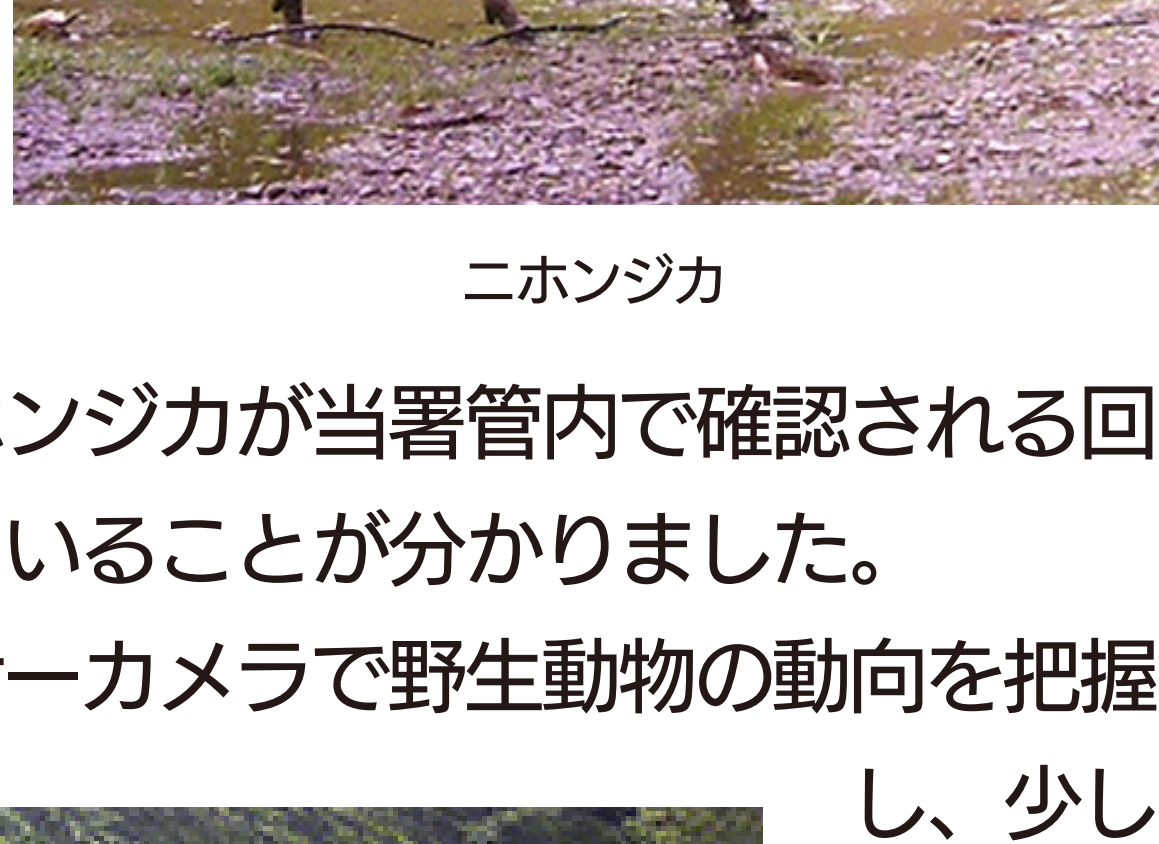 ニホンジカ
ンジカが当署管内で確認される回
いることが分かりました。
ーカメラで野生動物の動向を把握
し、少し